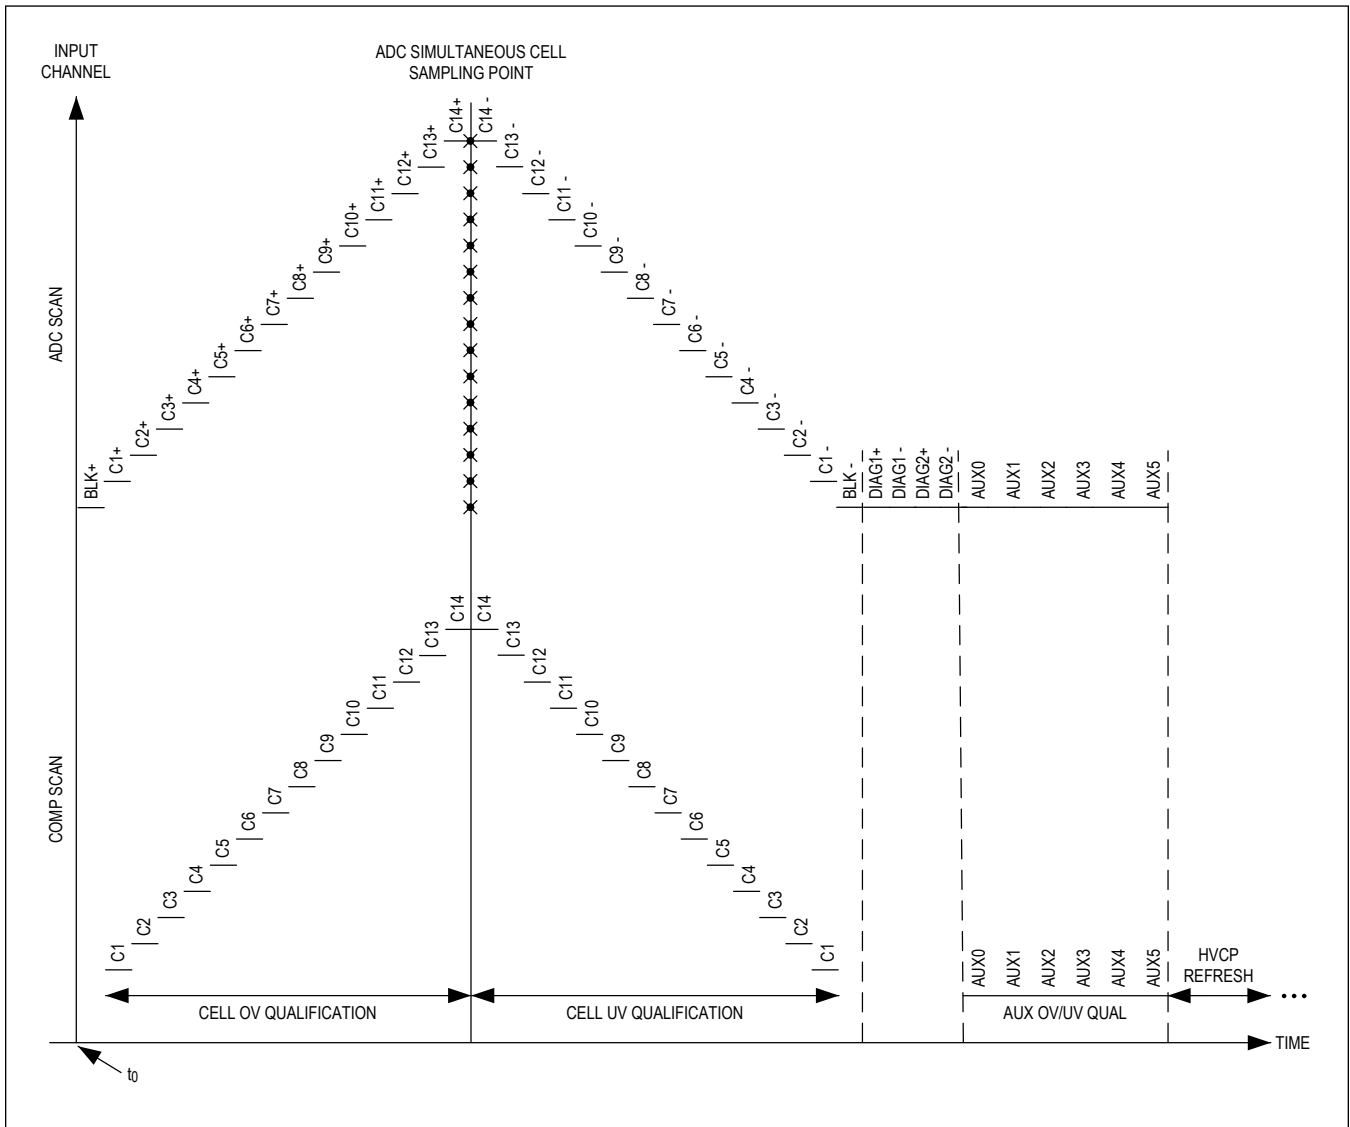 INPUT
CHANNEL
ADC SIMULTANEOUS CELL
SAMPLING POINT
ADC SCAN
BLK+
C1+
C2+
C3+
C4+
C5+
C6+
C7+
C8+
C9+
C10+
C11+
C12+
C13+
C14+
C14 -
C13 -
C12 -
C11 -
C10 -
C9 -
C8 -
C7 -
C6 -
C5 -
C4 -
C3 -
C2 -
C1 -
BLK -
DIAG1+
DIAG1 -
DIAG2+
DIAG2 -
AUX0
AUX1
AUX2
AUX3
AUX4
AUX5
COMP SCAN
C1
C2
C3
C4
C5
C6
C7
C8
C9
C10
C11
C12
C13
C14
C14
C13
C12
C11
C10
C9
C8
C7
C6
C5
C4
C3
C2
C1
AUX0
AUX1
AUX2
AUX3
AUX4
AUX5
HVCP
REFRESH
CELL OV QUALIFICATION
CELL UV QUALIFICATION
AUX OV/UV QUAL
TIME
t0